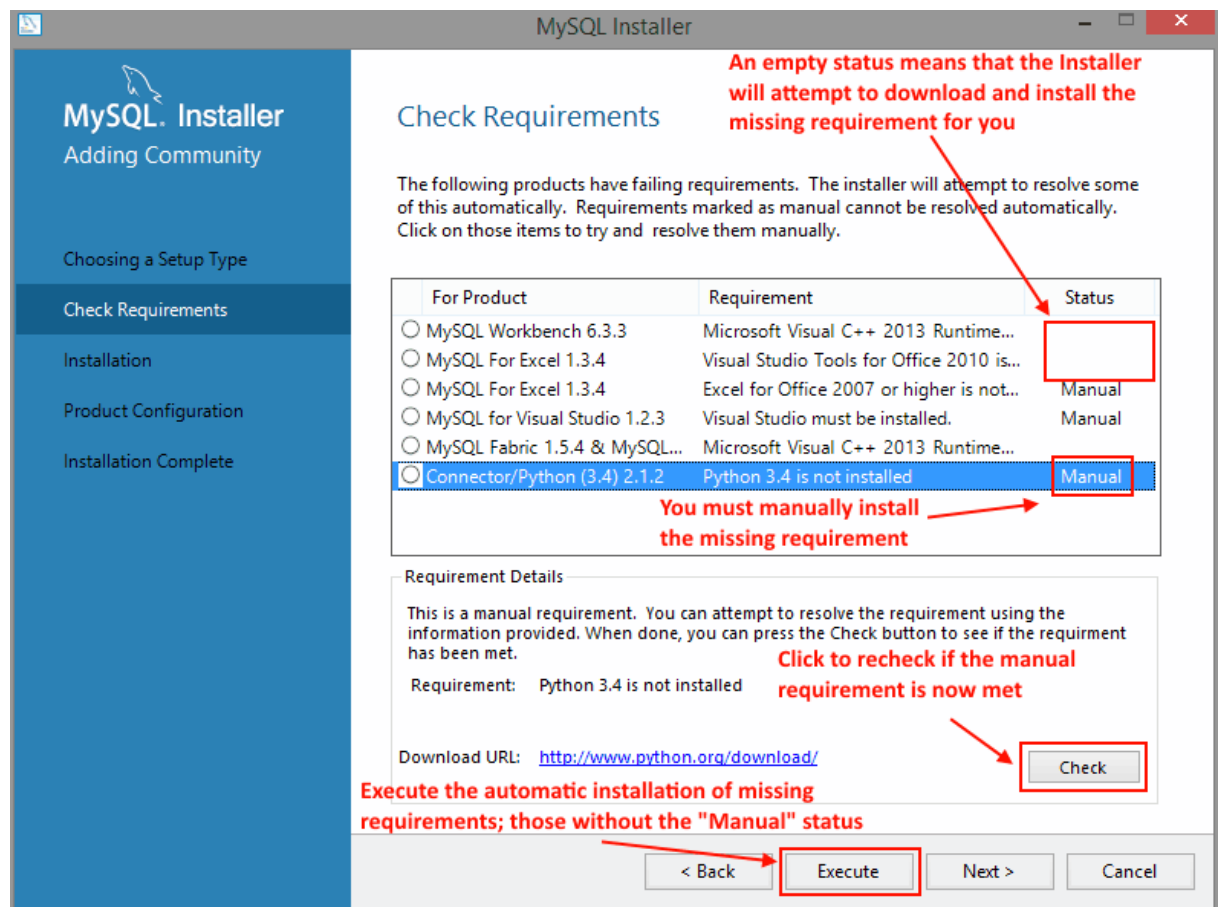 MySQL Installer
An empty status means that the Installer
will attempt to download and install the
missing requirement for you
MySQL. Installer
Adding Community
Choosing a Setup Type
Check Requirements
Installation
Product Configuration
Installation Complete
Check Requirements
The following products have failing requirements. The installer will attempt to resolve some
of this automatically. Requirements marked as manual cannot be resolved automatically.
Click on those items to try and resolve them manually.
For Product Requirement Status
MySQL Workbench 6.3.3 Microsoft Visual C++ 2013 Runtime...
MySQL For Excel 1.3.4 Visual Studio Tools for Office 2010 is...
MySQL For Excel 1.3.4 Excel for Office 2007 or higher is not... Manual
MySQL for Visual Studio 1.2.3 Visual Studio must be installed. Manual
MySQL Fabric 1.5.4 & MySQL... Microsoft Visual C++ 2013 Runtime...
Connector/Python (3.4) 2.1.2 Python 3.4 is not installed Manual
You must manually install
the missing requirement
Requirement Details
This is a manual requirement. You can attempt to resolve the requirement using the
information provided. When done, you can press the Check button to see if the requirment
has been met.
Click to recheck if the manual
requirement is now met
Requirement: Python 3.4 is not installed
Download URL: http://www.python.org/download/
Check
Execute the automatic installation of missing
requirements; those without the "Manual" status
< Back Execute Next > Cancel